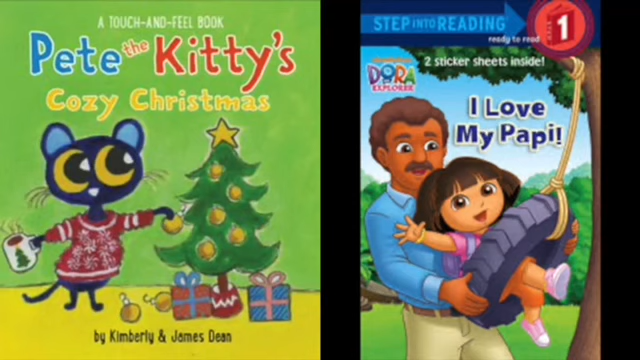 A TOUCH-AND-FEEL BOOK
Pete the Kitty's
Cozy Christmas
by Kimberly & James Dean
STEP INTO READING
ready to read
1
2 sticker sheets inside!
DORA
EXPLORER
I Love
My Papi!